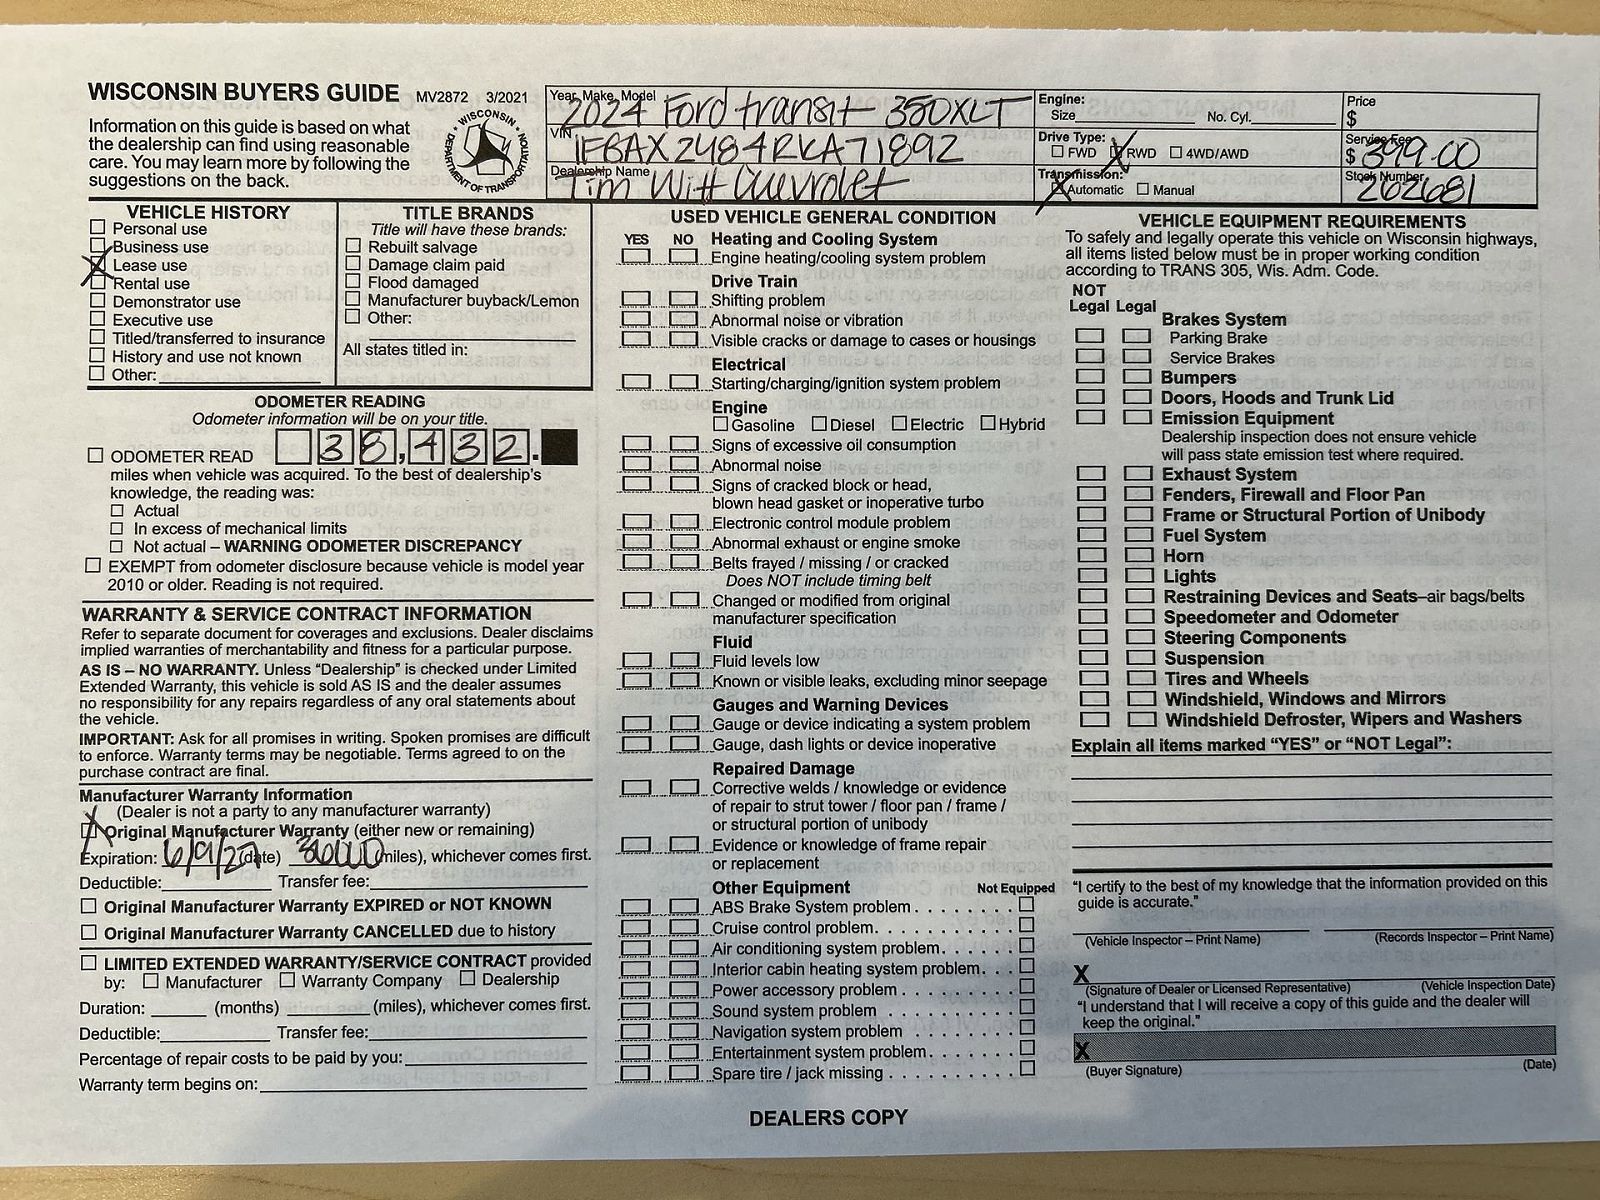 WISCONSIN BUYERS GUIDE MV2872 3/2021
Information on this guide is based on what
the dealership can find using reasonable
care. You may learn more by following the
suggestions on the back.
WISCONSIN
DEPARTMENT OF TRANSPORTATION
Year, Make, Model
2024 Ford transit 350XLT
VIN
1FBAX2484RKA71892
Dealership Name
Tim Witt Chevrolet
Engine:
Size No. Cyl.
Drive Type:
FWD RWD 4WD/AWD
Transmission:
Automatic Manual
Price
$
Service Fee
$ 399.00
Stock Number
262681
VEHICLE HISTORY
Personal use
Business use
Lease use
Rental use
Demonstrator use
Executive use
Titled/transferred to insurance
History and use not known
Other:
TITLE BRANDS
Title will have these brands:
Rebuilt salvage
Damage claim paid
Flood damaged
Manufacturer buyback/Lemon
Other:
All states titled in:
ODOMETER READING
Odometer information will be on your title.
ODOMETER READ 38,432.
miles when vehicle was acquired. To the best of dealership's
knowledge, the reading was:
Actual
In excess of mechanical limits
Not actual – WARNING ODOMETER DISCREPANCY
EXEMPT from odometer disclosure because vehicle is model year
2010 or older. Reading is not required.
WARRANTY & SERVICE CONTRACT INFORMATION
Refer to separate document for coverages and exclusions. Dealer disclaims
implied warranties of merchantability and fitness for a particular purpose.
AS IS – NO WARRANTY. Unless "Dealership" is checked under Limited
Extended Warranty, this vehicle is sold AS IS and the dealer assumes
no responsibility for any repairs regardless of any oral statements about
the vehicle.
IMPORTANT: Ask for all promises in writing. Spoken promises are difficult
to enforce. Warranty terms may be negotiable. Terms agreed to on the
purchase contract are final.
Manufacturer Warranty Information
(Dealer is not a party to any manufacturer warranty)
Original Manufacturer Warranty (either new or remaining)
Expiration: 6/9/27 (date) 36000 miles), whichever comes first.
Deductible: Transfer fee:
Original Manufacturer Warranty EXPIRED or NOT KNOWN
Original Manufacturer Warranty CANCELLED due to history
LIMITED EXTENDED WARRANTY/SERVICE CONTRACT provided
by: Manufacturer Warranty Company Dealership
Duration: (months) (miles), whichever comes first.
Deductible: Transfer fee:
Percentage of repair costs to be paid by you:
Warranty term begins on:
USED VEHICLE GENERAL CONDITION
YES NO Heating and Cooling System
Engine heating/cooling system problem
Drive Train
Shifting problem
Abnormal noise or vibration
Visible cracks or damage to cases or housings
Electrical
Starting/charging/ignition system problem
Engine
Gasoline Diesel Electric Hybrid
Signs of excessive oil consumption
Abnormal noise
Signs of cracked block or head,
blown head gasket or inoperative turbo
Electronic control module problem
Abnormal exhaust or engine smoke
Belts frayed / missing / or cracked
Does NOT include timing belt
Changed or modified from original
manufacturer specification
Fluid
Fluid levels low
Known or visible leaks, excluding minor seepage
Gauges and Warning Devices
Gauge or device indicating a system problem
Gauge, dash lights or device inoperative
Repaired Damage
Corrective welds / knowledge or evidence
of repair to strut tower / floor pan / frame /
or structural portion of unibody
Evidence or knowledge of frame repair
or replacement
Other Equipment Not Equipped
ABS Brake System problem
Cruise control problem
Air conditioning system problem
Interior cabin heating system problem
Power accessory problem
Sound system problem
Navigation system problem
Entertainment system problem
Spare tire / jack missing
VEHICLE EQUIPMENT REQUIREMENTS
To safely and legally operate this vehicle on Wisconsin highways,
all items listed below must be in proper working condition
according to TRANS 305, Wis. Adm. Code.
NOT
Legal Legal
Brakes System
Parking Brake
Service Brakes
Bumpers
Doors, Hoods and Trunk Lid
Emission Equipment
Dealership inspection does not ensure vehicle
will pass state emission test where required.
Exhaust System
Fenders, Firewall and Floor Pan
Frame or Structural Portion of Unibody
Fuel System
Horn
Lights
Restraining Devices and Seats–air bags/belts
Speedometer and Odometer
Steering Components
Suspension
Tires and Wheels
Windshield, Windows and Mirrors
Windshield Defroster, Wipers and Washers
Explain all items marked "YES" or "NOT Legal":
"I certify to the best of my knowledge that the information provided on this
guide is accurate."
(Vehicle Inspector – Print Name) (Records Inspector – Print Name)
X
(Signature of Dealer or Licensed Representative) (Vehicle Inspection Date)
"I understand that I will receive a copy of this guide and the dealer will
keep the original."
X
(Buyer Signature) (Date)
DEALERS COPY